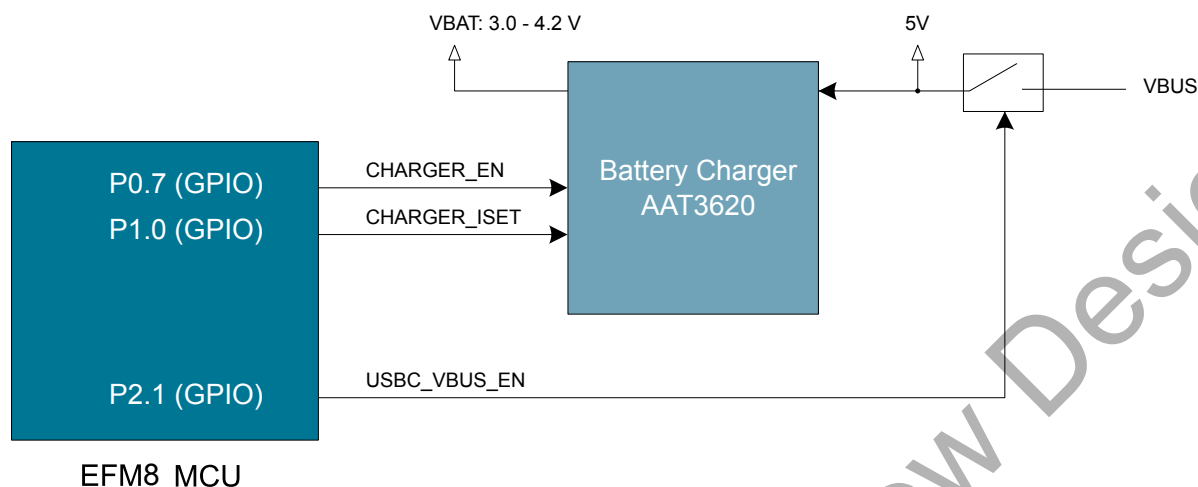 VBAT: 3.0 - 4.2 V
5V
VBUS
Battery Charger
AAT3620
P0.7 (GPIO)
CHARGER_EN
P1.0 (GPIO)
CHARGER_ISET
P2.1 (GPIO)
USBC_VBUS_EN
EFM8 MCU